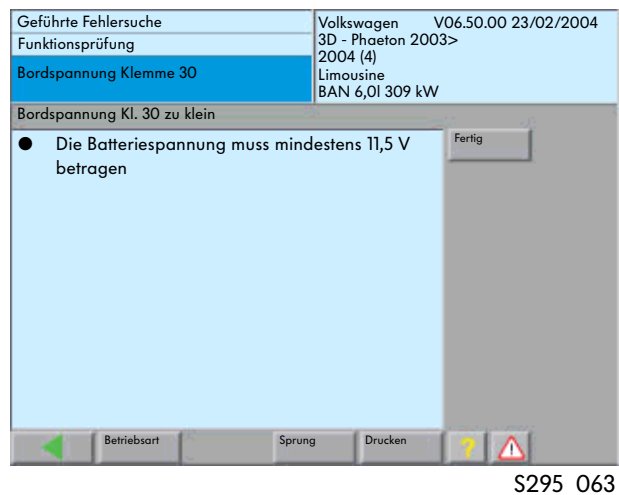 Geführte Fehlersuche
Funktionsprüfung
Bordspannung Klemme 30
Volkswagen V06.50.00 23/02/2004
3D - Phaeton 2003>
2004 (4)
Limousine
BAN 6,0l 309 kW
Bordspannung Kl. 30 zu klein
● Die Batteriespannung muss mindestens 11,5 V
betragen
Fertig
Betriebsart
Sprung
Drucken
?
S295_063